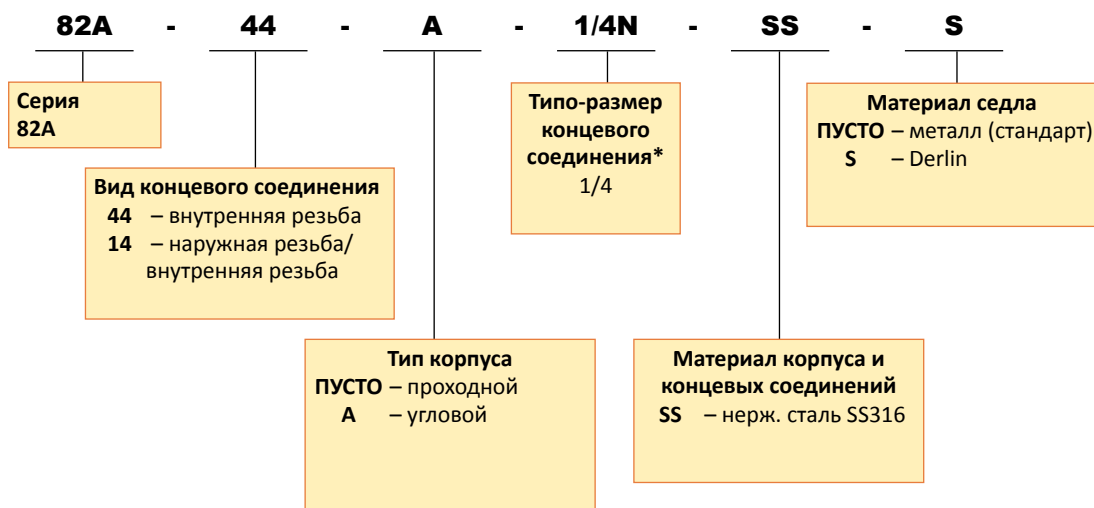 82A - 44 - A - 1/4N - SS - S
Серия
82A
Вид концевого соединения
44 – внутренняя резьба
14 – наружная резьба/
внутренняя резьба
Тип корпуса
ПУСТО – проходной
A – угловой
Типо-размер
концевого
соединения*
1/4
Материал корпуса и
концевых соединений
SS – нерж. сталь SS316
Материал седла
ПУСТО – металл (стандарт)
S – Derlin